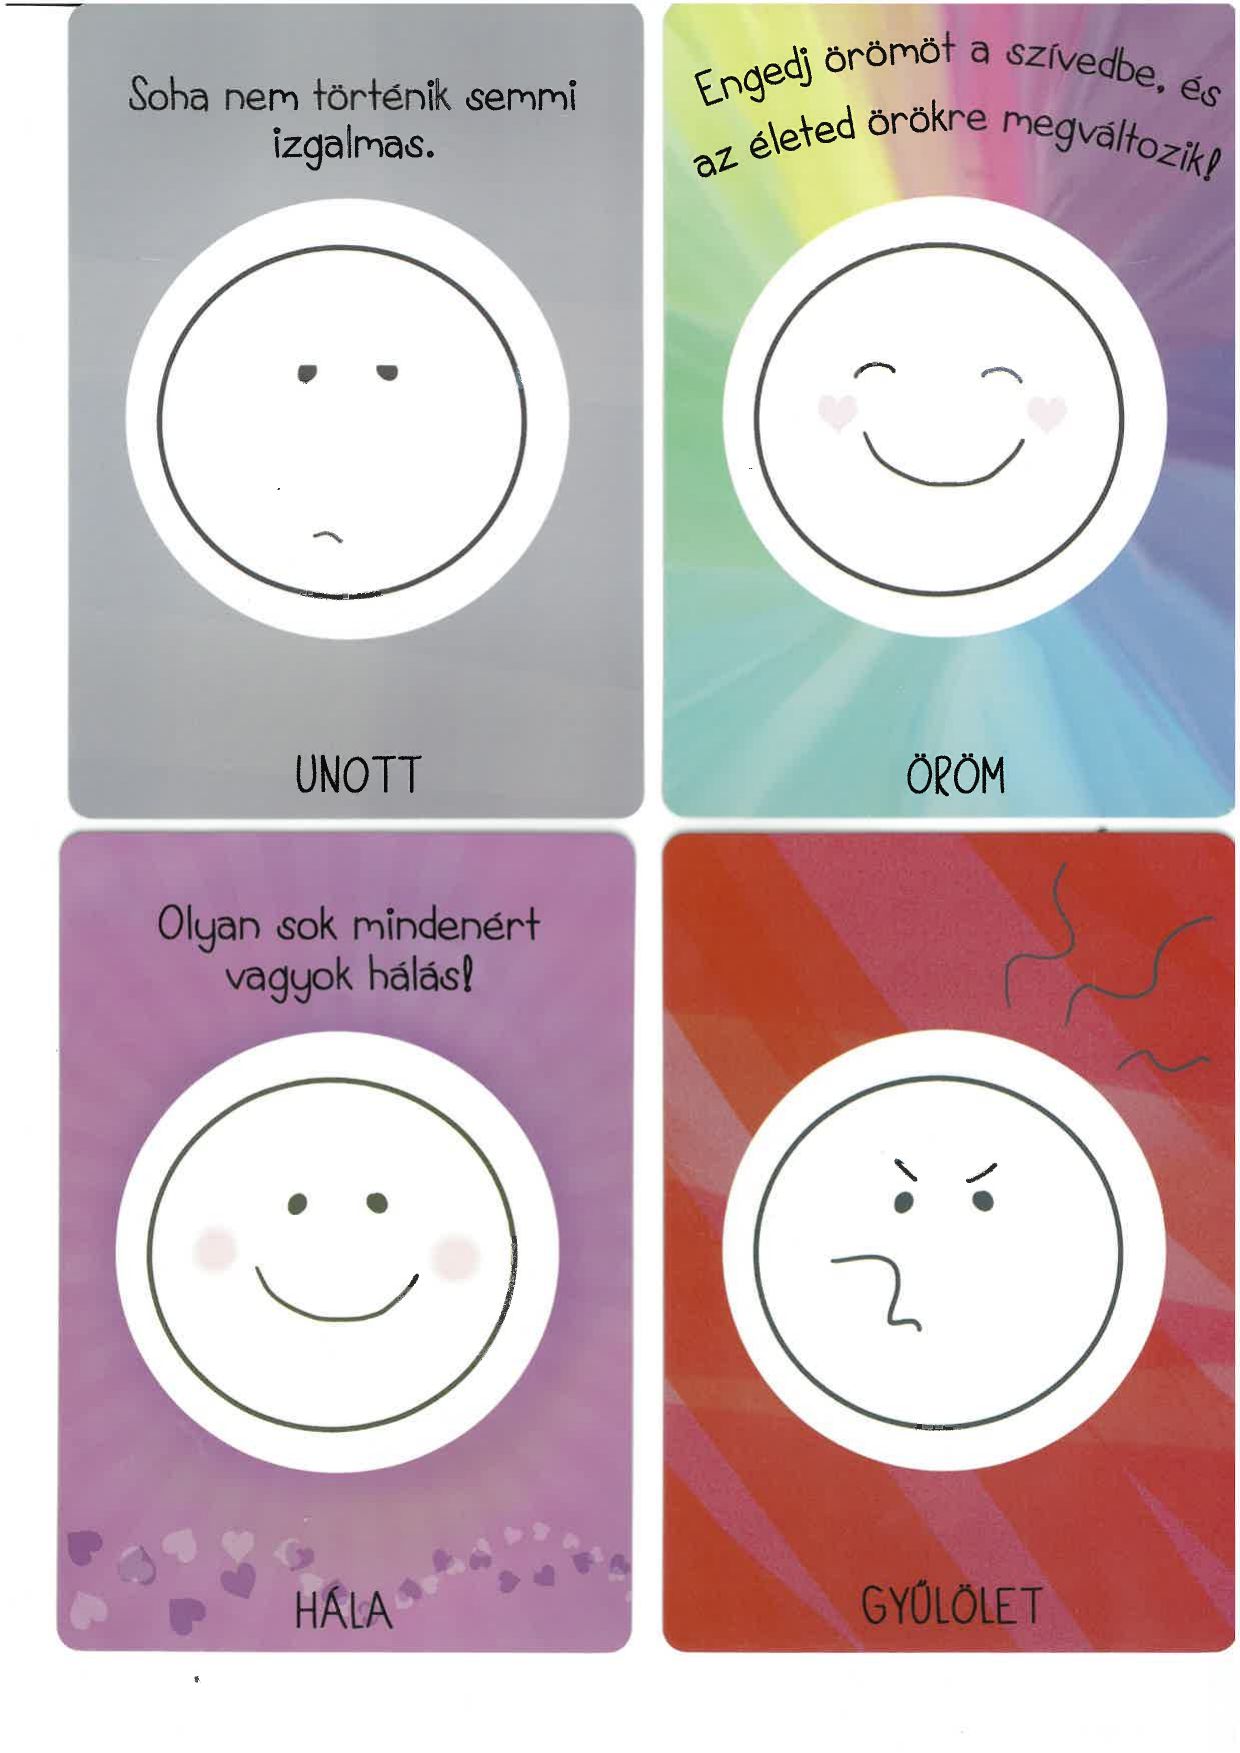 Soha nem történik semmi
izgalmas.
UNOTT
Engedj örömöt a szívedbe, és
az életed örökre megváltozik!
ÖRÖM
Olyan sok mindenért
vagyok hálás!
HÁLA
GYŰLÖLET